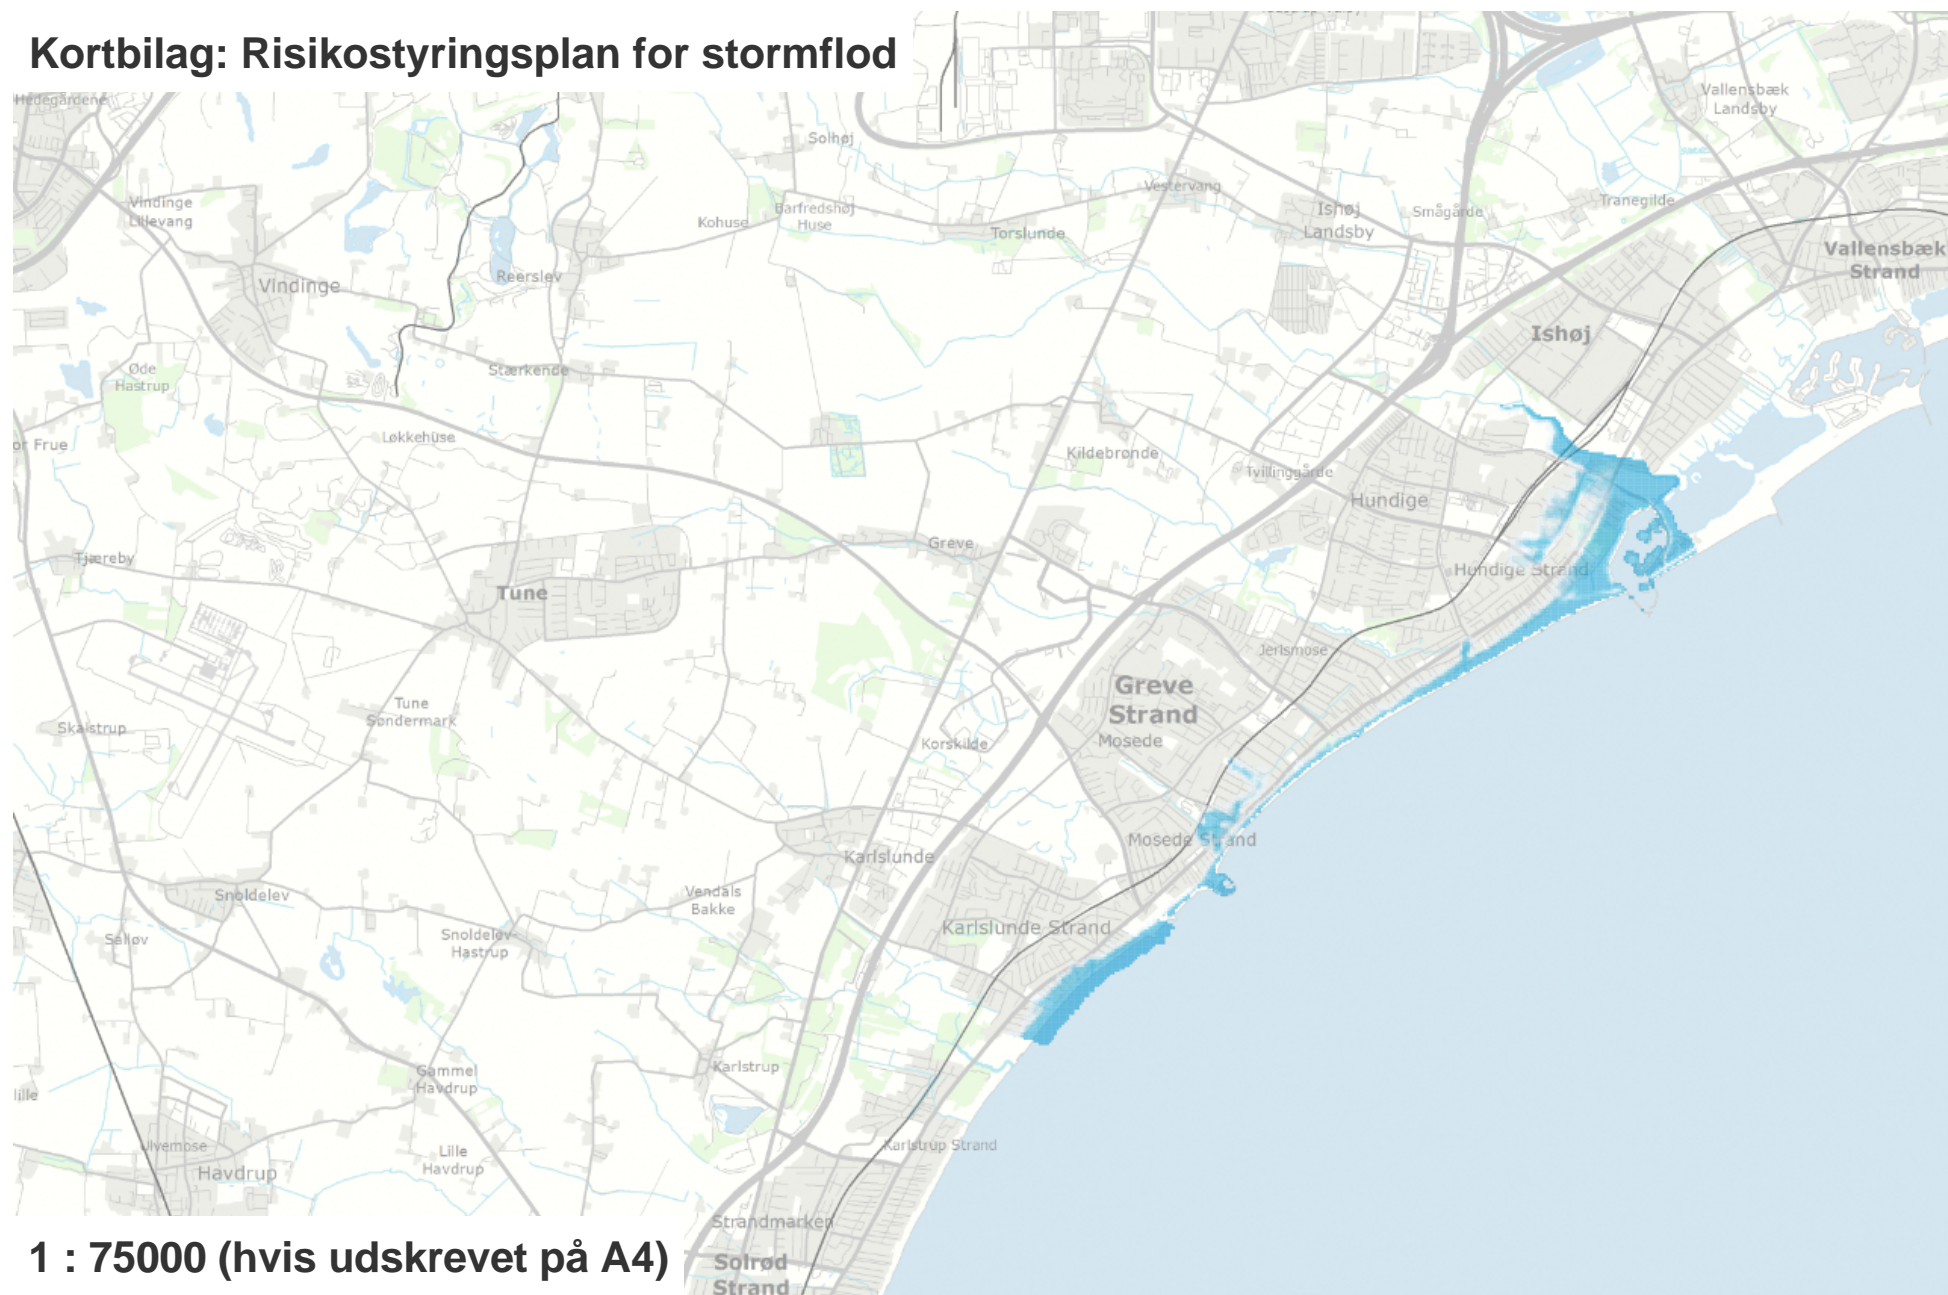 Kortbilag: Risikostyringsplan for stormflod
Hedegårdene
Vallensbæk
Landsby
Solhøj
Vestervang
Vindinge
Lillevang
Kohuse
Barfredshøj
Huse
Torslunde
Ishøj
Landsby
Smågårde
Tranegilde
Vallensbæk
Strand
Reerslev
Vindinge
Ishøj
Øde
Hastrup
Stærkende
or Frue
Løkkehuse
Kildebrønde
Tvillinggårde
Hundige
Greve
Tjæreby
Hundige Strand
Tune
Jerlsmose
Greve
Strand
Mosede
Tune
Søndermark
Skalstrup
Korskilde
Mosede Strand
Karlslunde
Snoldelev
Vendals
Bakke
Karlslunde Strand
Salløv
Snoldelev-
Hastrup
Karlstrup
Gammel
Havdrup
lille
Ulvemose
Havdrup
Lille
Havdrup
Karlstrup Strand
Strandmarken
Solrød
Strand
1 : 75000 (hvis udskrevet på A4)